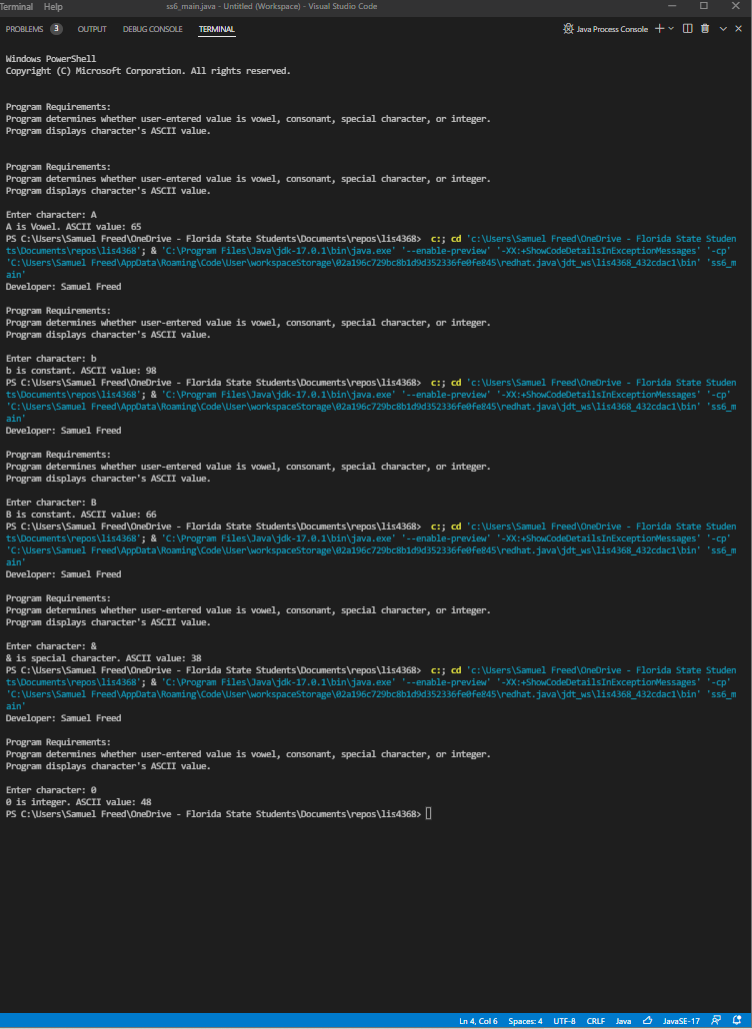 Terminal Help ss6_main.java - Untitled (Workspace) - Visual Studio Code
PROBLEMS 3 OUTPUT DEBUG CONSOLE TERMINAL Java Process Console
Windows PowerShell
Copyright (C) Microsoft Corporation. All rights reserved.
Program Requirements:
Program determines whether user-entered value is vowel, consonant, special character, or integer.
Program displays character's ASCII value.
Program Requirements:
Program determines whether user-entered value is vowel, consonant, special character, or integer.
Program displays character's ASCII value.
Enter character: A
A is Vowel. ASCII value: 65
PS C:\Users\Samuel Freed\OneDrive - Florida State Students\Documents\repos\lis4368>  c:; cd 'c:\Users\Samuel Freed\OneDrive - Florida State Studen
ts\Documents\repos\lis4368'; & 'C:\Program Files\Java\jdk-17.0.1\bin\java.exe' '--enable-preview' '-XX:+ShowCodeDetailsInExceptionMessages' '-cp'
'C:\Users\Samuel Freed\AppData\Roaming\Code\User\workspaceStorage\02a196c729bc8b1d9d352336fe0fe845\redhat.java\jdt_ws\lis4368_432cdac1\bin' 'ss6_m
ain'
Developer: Samuel Freed
Program Requirements:
Program determines whether user-entered value is vowel, consonant, special character, or integer.
Program displays character's ASCII value.
Enter character: b
b is constant. ASCII value: 98
PS C:\Users\Samuel Freed\OneDrive - Florida State Students\Documents\repos\lis4368>  c:; cd 'c:\Users\Samuel Freed\OneDrive - Florida State Studen
ts\Documents\repos\lis4368'; & 'C:\Program Files\Java\jdk-17.0.1\bin\java.exe' '--enable-preview' '-XX:+ShowCodeDetailsInExceptionMessages' '-cp'
'C:\Users\Samuel Freed\AppData\Roaming\Code\User\workspaceStorage\02a196c729bc8b1d9d352336fe0fe845\redhat.java\jdt_ws\lis4368_432cdac1\bin' 'ss6_m
ain'
Developer: Samuel Freed
Program Requirements:
Program determines whether user-entered value is vowel, consonant, special character, or integer.
Program displays character's ASCII value.
Enter character: B
B is constant. ASCII value: 66
PS C:\Users\Samuel Freed\OneDrive - Florida State Students\Documents\repos\lis4368>  c:; cd 'c:\Users\Samuel Freed\OneDrive - Florida State Studen
ts\Documents\repos\lis4368'; & 'C:\Program Files\Java\jdk-17.0.1\bin\java.exe' '--enable-preview' '-XX:+ShowCodeDetailsInExceptionMessages' '-cp'
'C:\Users\Samuel Freed\AppData\Roaming\Code\User\workspaceStorage\02a196c729bc8b1d9d352336fe0fe845\redhat.java\jdt_ws\lis4368_432cdac1\bin' 'ss6_m
ain'
Developer: Samuel Freed
Program Requirements:
Program determines whether user-entered value is vowel, consonant, special character, or integer.
Program displays character's ASCII value.
Enter character: &
& is special character. ASCII value: 38
PS C:\Users\Samuel Freed\OneDrive - Florida State Students\Documents\repos\lis4368>  c:; cd 'c:\Users\Samuel Freed\OneDrive - Florida State Studen
ts\Documents\repos\lis4368'; & 'C:\Program Files\Java\jdk-17.0.1\bin\java.exe' '--enable-preview' '-XX:+ShowCodeDetailsInExceptionMessages' '-cp'
'C:\Users\Samuel Freed\AppData\Roaming\Code\User\workspaceStorage\02a196c729bc8b1d9d352336fe0fe845\redhat.java\jdt_ws\lis4368_432cdac1\bin' 'ss6_m
ain'
Developer: Samuel Freed
Program Requirements:
Program determines whether user-entered value is vowel, consonant, special character, or integer.
Program displays character's ASCII value.
Enter character: 0
0 is integer. ASCII value: 48
PS C:\Users\Samuel Freed\OneDrive - Florida State Students\Documents\repos\lis4368>
Ln 4, Col 6 Spaces: 4 UTF-8 CRLF Java JavaSE-17